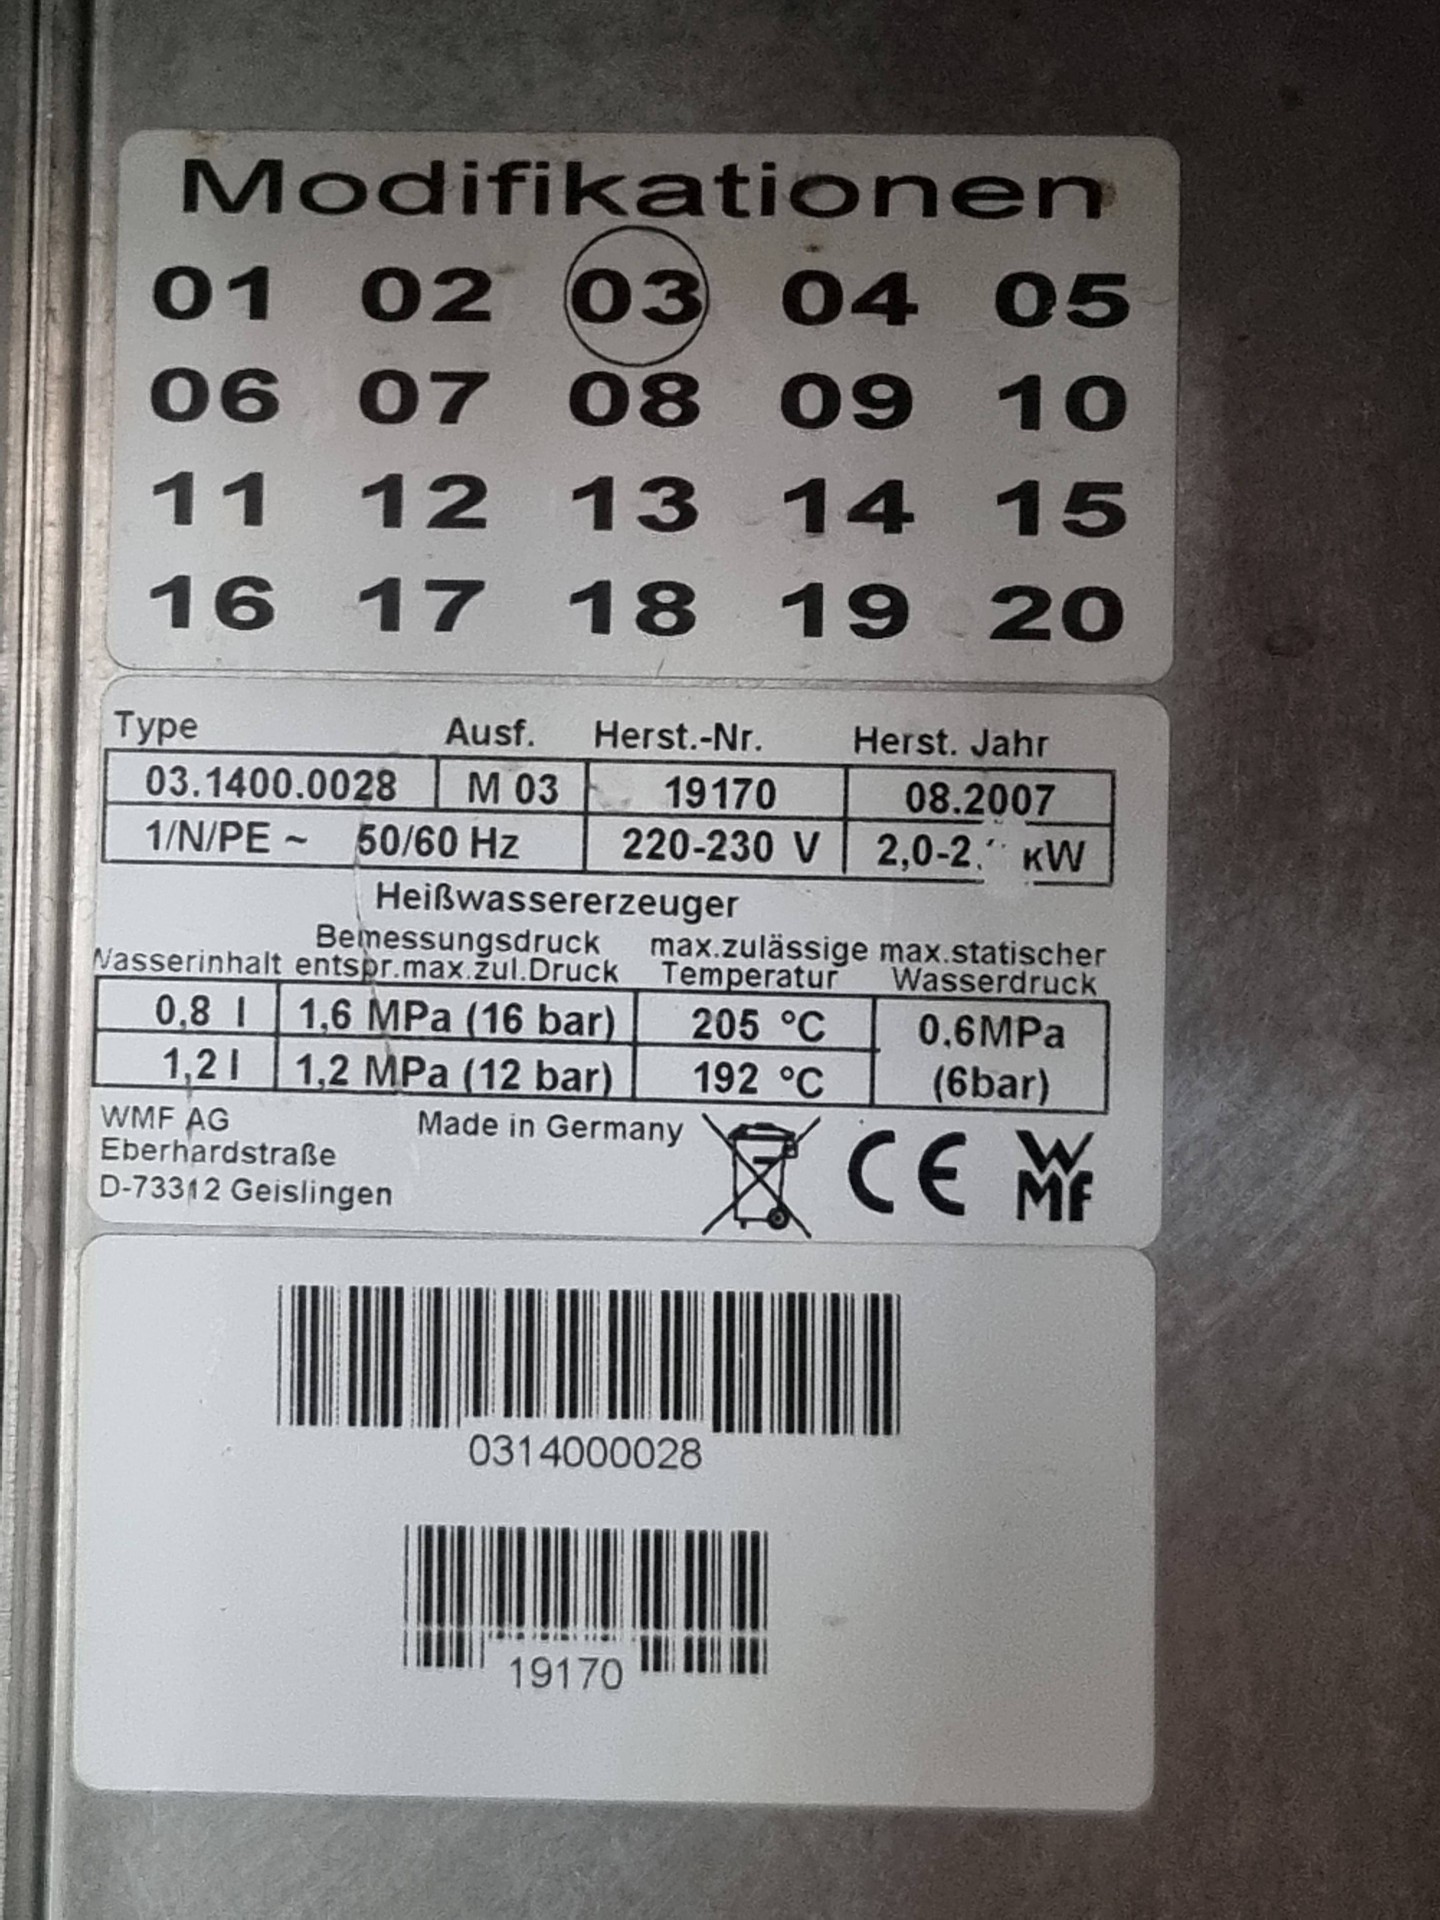 Modifikationen
01 02 03 04 05
06 07 08 09 10
11 12 13 14 15
16 17 18 19 20
Type Ausf. Herst.-Nr. Herst. Jahr
03.1400.0028 M 03 19170 08.2007
1/N/PE ~ 50/60 Hz 220-230 V 2,0-2. KW
Heißwassererzeuger
Bemessungsdruck max.zulässige max.statischer
Wasserinhalt entspr.max.zul.Druck Temperatur Wasserdruck
0,8 l 1,6 MPa (16 bar) 205 °C 0,6MPa
1,2 l 1,2 MPa (12 bar) 192 °C (6bar)
WMF AG Made in Germany
Eberhardstraße
D-73312 Geislingen
CE WMF
0314000028
19170